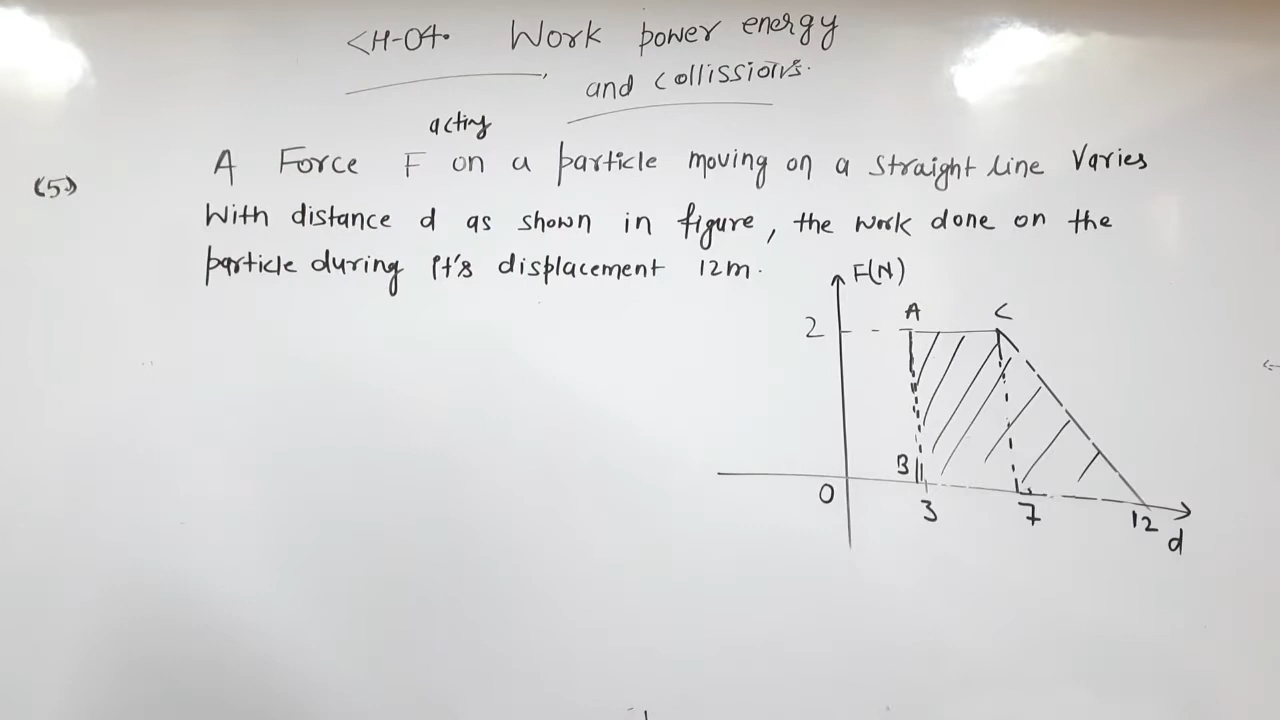 CH-04. Work power energy
and collissions.
acting
(5) A Force F on a particle moving on a straight line varies
With distance d as shown in figure, the work done on the
particle during it's displacement 12m.
F(N)
A C
2
B
0 3 7 12
d